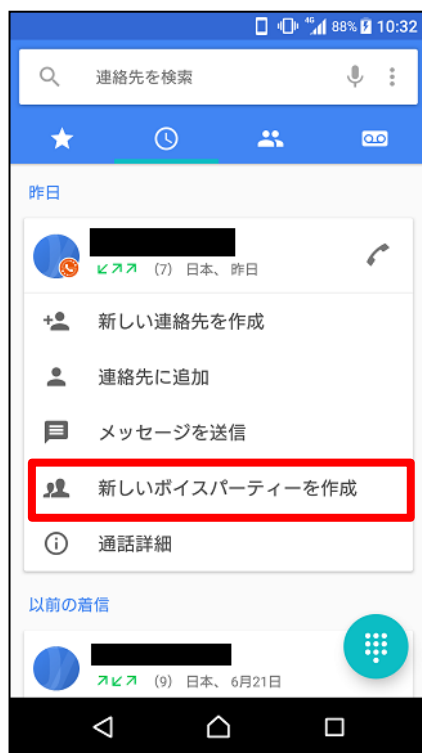 4G 88% 10:32
連絡先を検索
昨日
(7) 日本、昨日
新しい連絡先を作成
連絡先に追加
メッセージを送信
新しいボイスパーティーを作成
通話詳細
以前の着信
(9) 日本、6月21日